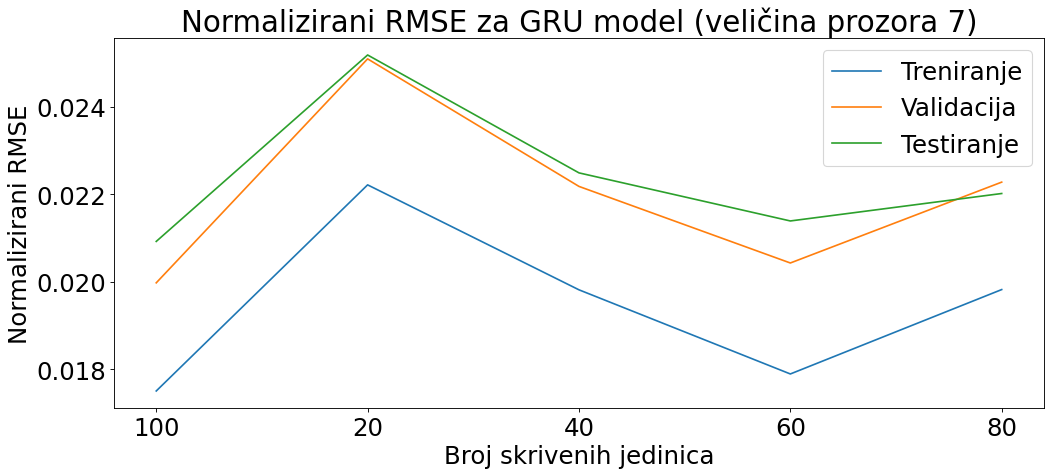 Normalizirani RMSE za GRU model (veličina prozora 7)
Normalizirani RMSE
0.024
0.022
0.020
0.018
Treniranje
Validacija
Testiranje
100 20 40 60 80
Broj skrivenih jedinica